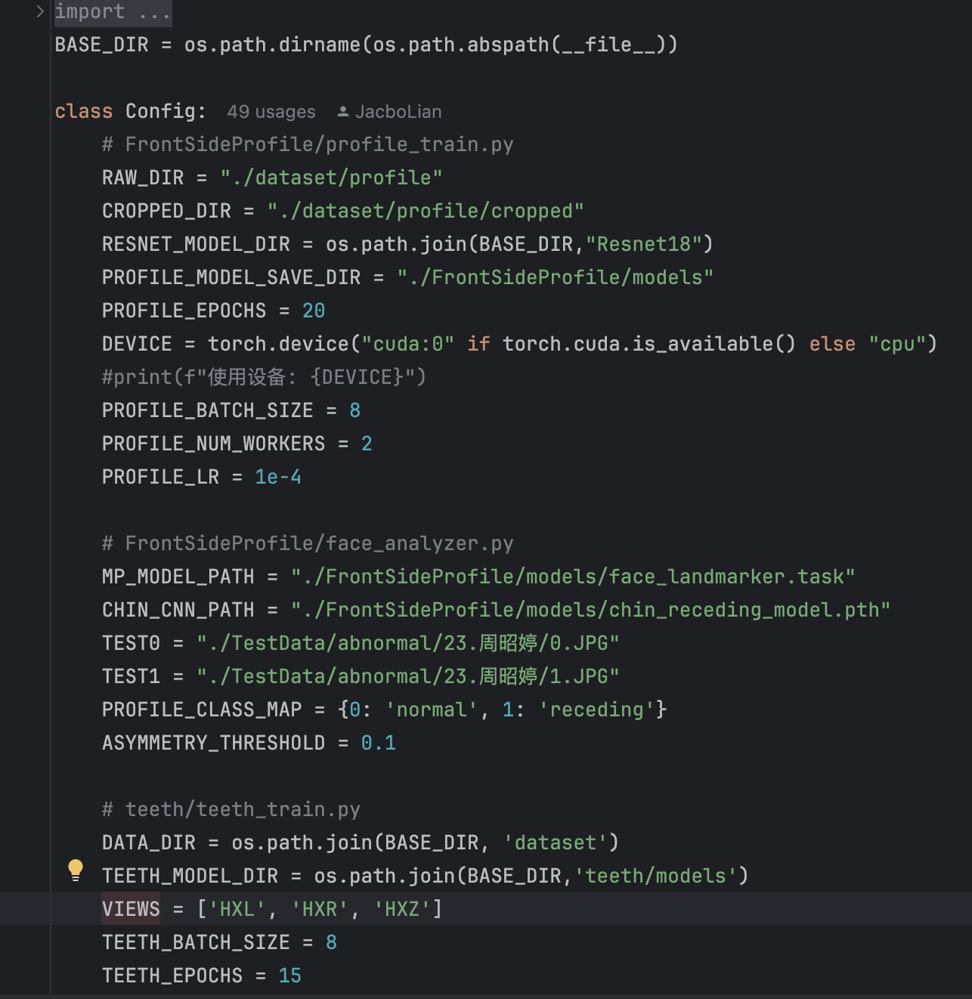 import ...
BASE_DIR = os.path.dirname(os.path.abspath(__file__))
class Config:  49 usages  JacboLian
# FrontSideProfile/profile_train.py
RAW_DIR = "./dataset/profile"
CROPPED_DIR = "./dataset/profile/cropped"
RESNET_MODEL_DIR = os.path.join(BASE_DIR,"Resnet18")
PROFILE_MODEL_SAVE_DIR = "./FrontSideProfile/models"
PROFILE_EPOCHS = 20
DEVICE = torch.device("cuda:0" if torch.cuda.is_available() else "cpu")
#print(f"使用设备: {DEVICE}")
PROFILE_BATCH_SIZE = 8
PROFILE_NUM_WORKERS = 2
PROFILE_LR = 1e-4
# FrontSideProfile/face_analyzer.py
MP_MODEL_PATH = "./FrontSideProfile/models/face_landmarker.task"
CHIN_CNN_PATH = "./FrontSideProfile/models/chin_receding_model.pth"
TEST0 = "./TestData/abnormal/23.周昭婷/0.JPG"
TEST1 = "./TestData/abnormal/23.周昭婷/1.JPG"
PROFILE_CLASS_MAP = {0: 'normal', 1: 'receding'}
ASYMMETRY_THRESHOLD = 0.1
# teeth/teeth_train.py
DATA_DIR = os.path.join(BASE_DIR, 'dataset')
TEETH_MODEL_DIR = os.path.join(BASE_DIR,'teeth/models')
VIEWS = ['HXL', 'HXR', 'HXZ']
TEETH_BATCH_SIZE = 8
TEETH_EPOCHS = 15